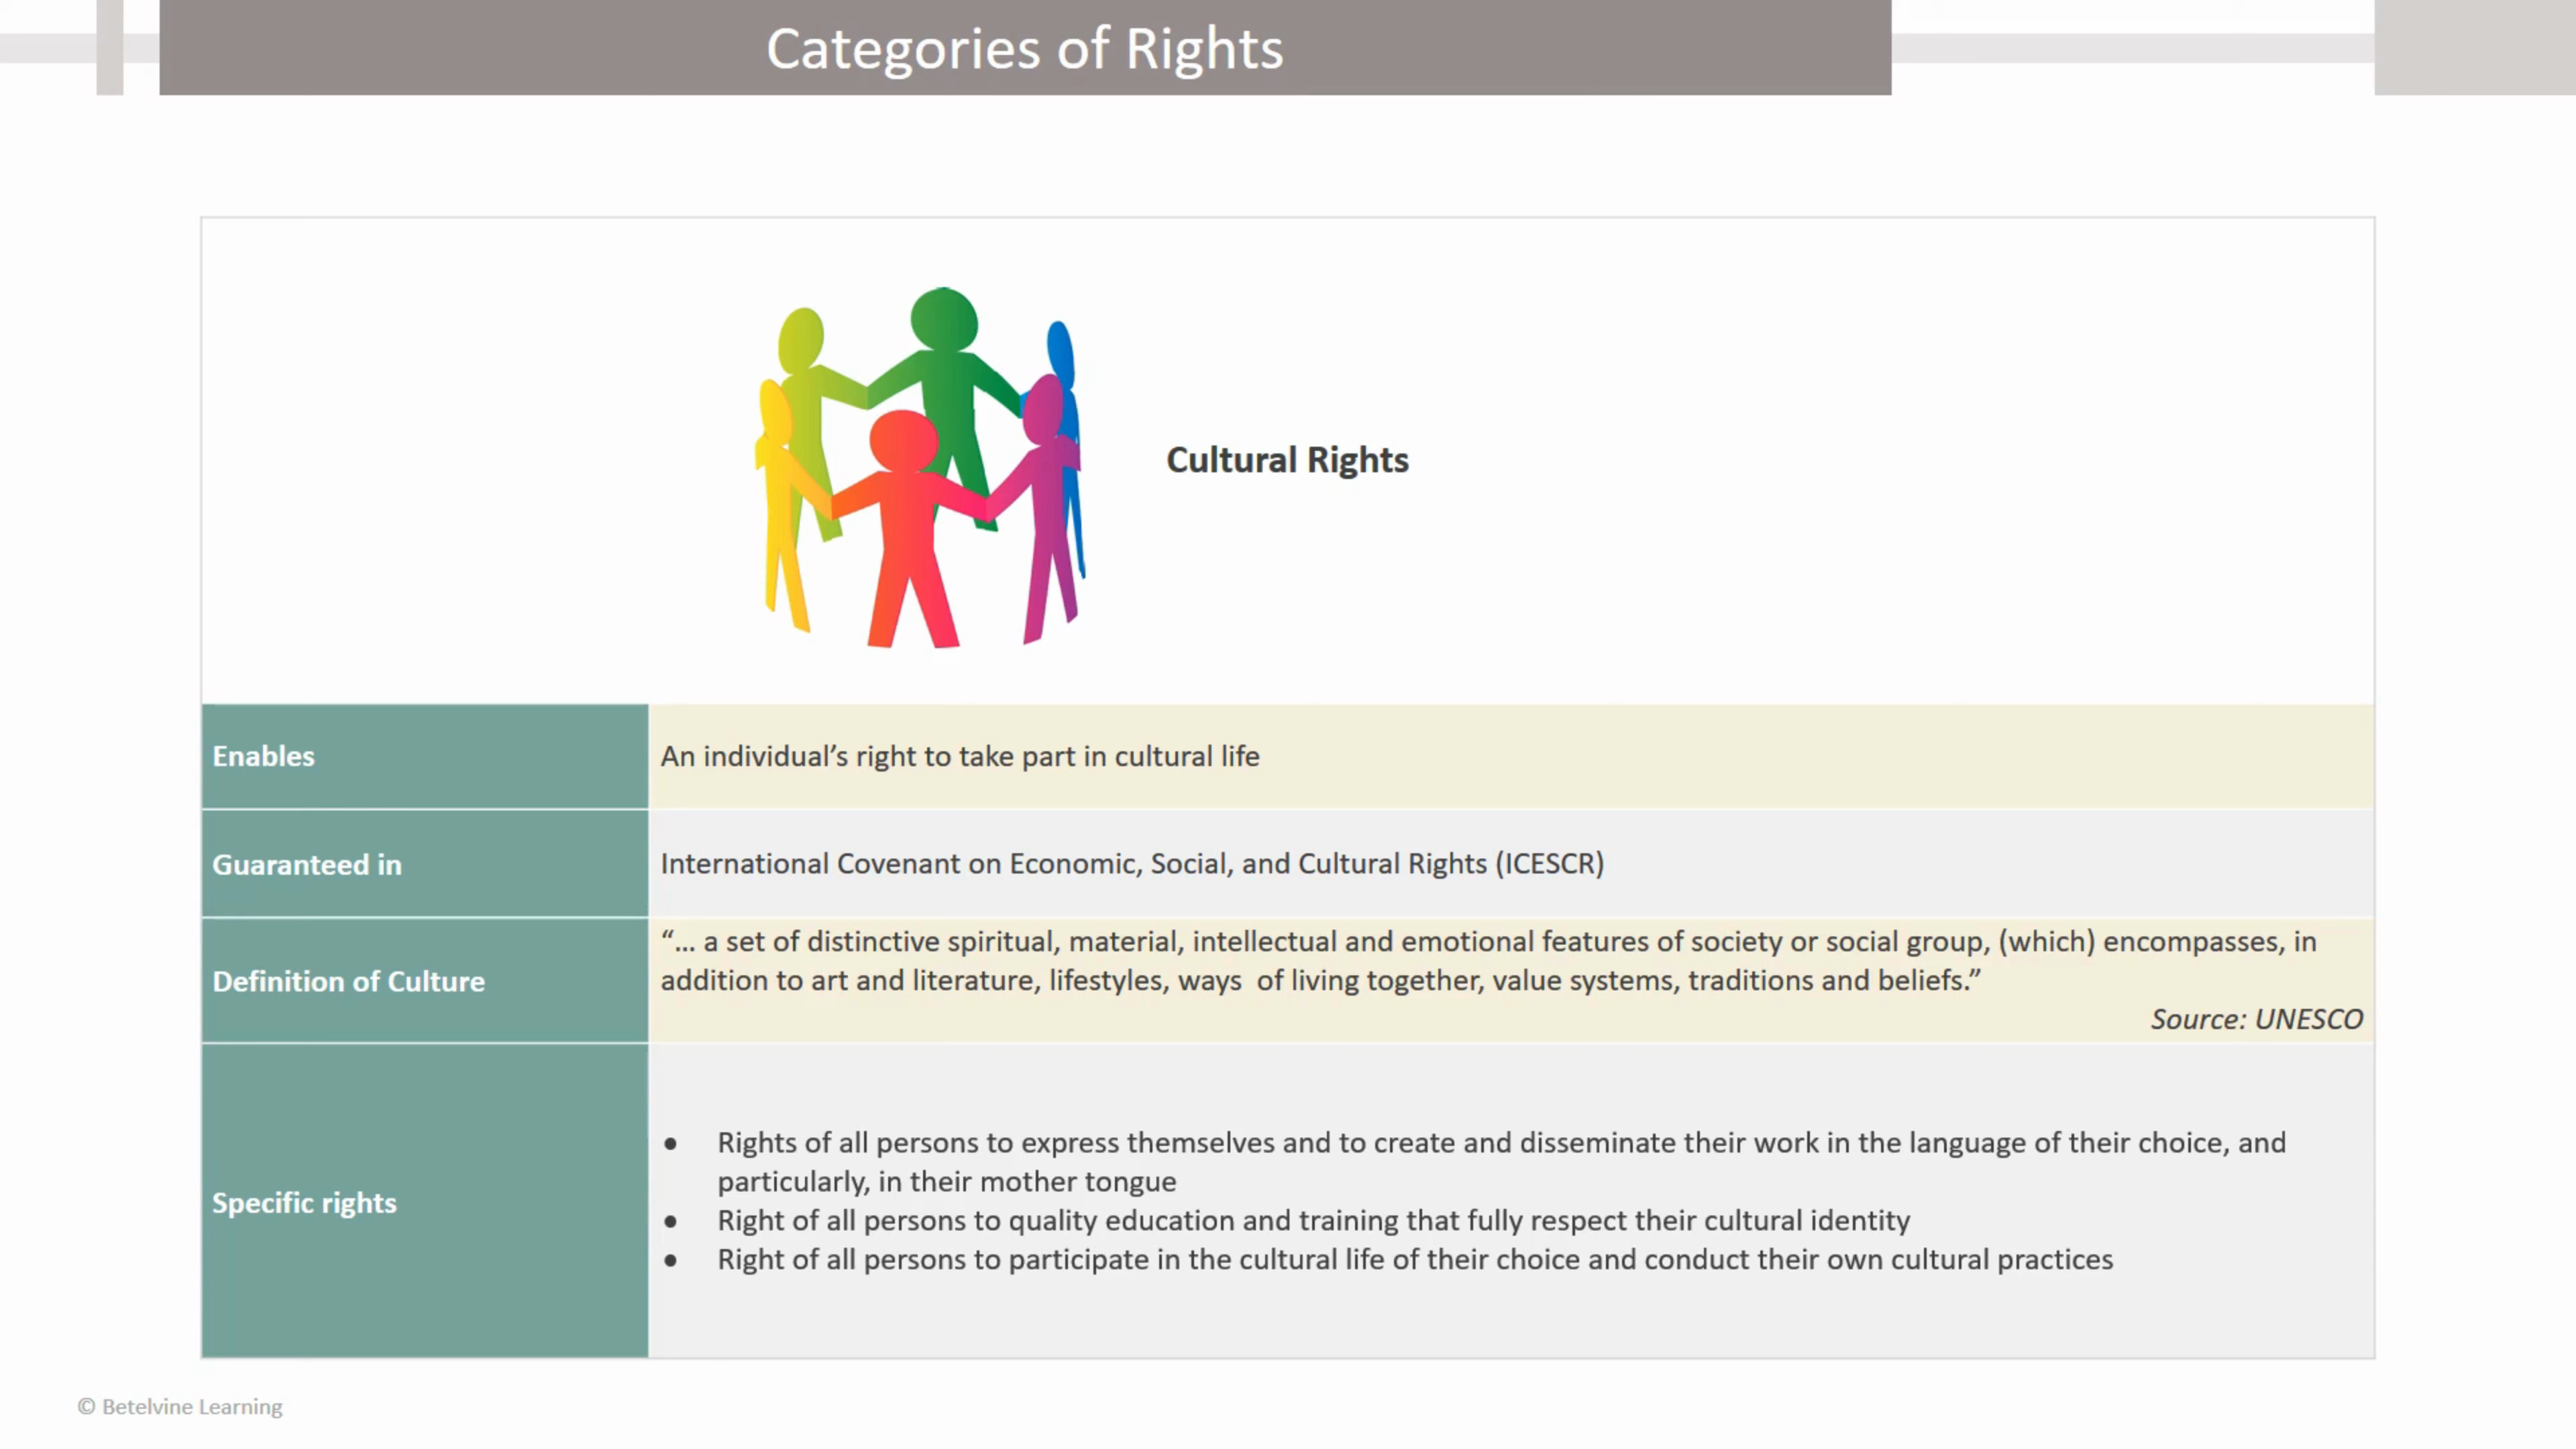 Categories of Rights
Cultural Rights
Enables
An individual’s right to take part in cultural life
Guaranteed in
International Covenant on Economic, Social, and Cultural Rights (ICESCR)
Definition of Culture
“... a set of distinctive spiritual, material, intellectual and emotional features of society or social group, (which) encompasses, in
addition to art and literature, lifestyles, ways of living together, value systems, traditions and beliefs.”
Source: UNESCO
Specific rights
● Rights of all persons to express themselves and to create and disseminate their work in the language of their choice, and
particularly, in their mother tongue
● Right of all persons to quality education and training that fully respect their cultural identity
● Right of all persons to participate in the cultural life of their choice and conduct their own cultural practices
© Betelvine Learning